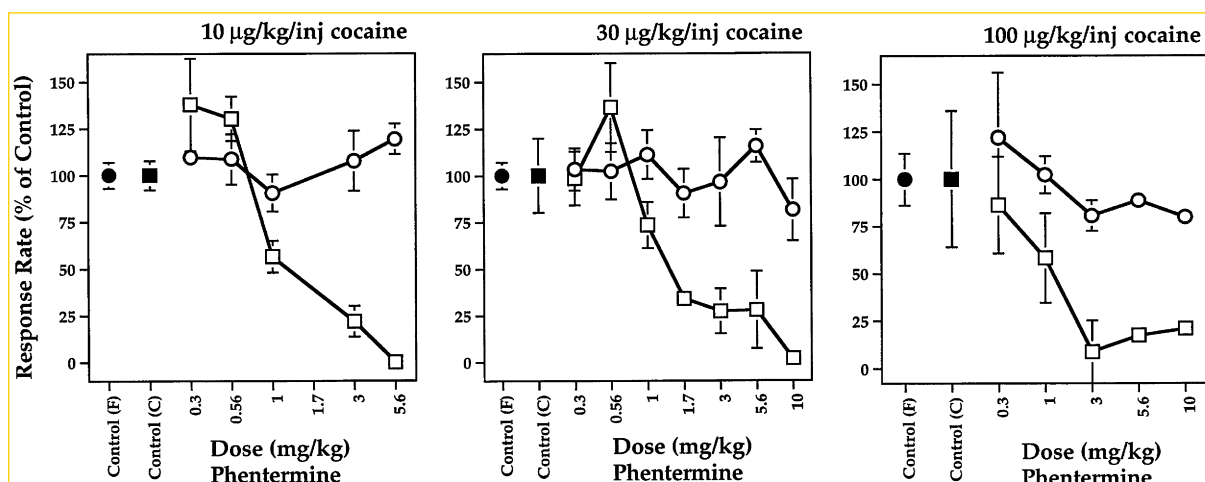 10 µg/kg/inj cocaine
30 µg/kg/inj cocaine
100 µg/kg/inj cocaine
Response Rate (% of Control)
150
125
100
75
50
25
0
Control (F)
Control (C)
0.3
0.56
1
1.7
3
5.6
Dose (mg/kg)
Phentermine
150
125
100
75
50
25
0
Control (F)
Control (C)
0.3
0.56
1
1.7
3
5.6
10
Dose (mg/kg)
Phentermine
150
125
100
75
50
25
0
Control (F)
Control (C)
0.3
1
3
5.6
10
Dose (mg/kg)
Phentermine